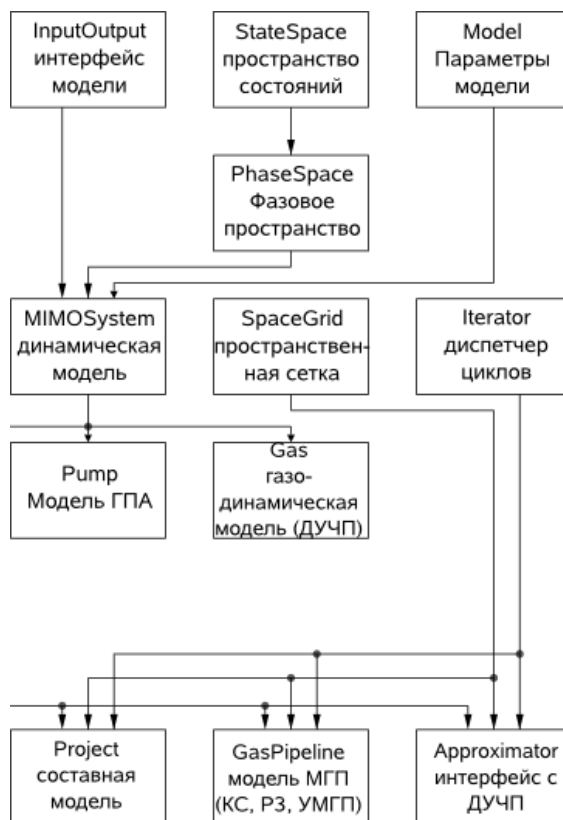 InputOutput
интерфейс
модели
StateSpace
пространство
состояний
Model
Параметры
модели
PhaseSpace
Фазовое
пространство
MIMOSystem
динамическая
модель
SpaceGrid
пространствен-
ная сетка
Iterator
диспетчер
циклов
Pump
Модель ГПА
Gas
газо-
динамическая
модель (ДУЧП)
Project
составная
модель
GasPipeline
модель МГП
(КС, РЗ, УМГП)
Approximator
интерфейс с
ДУЧП